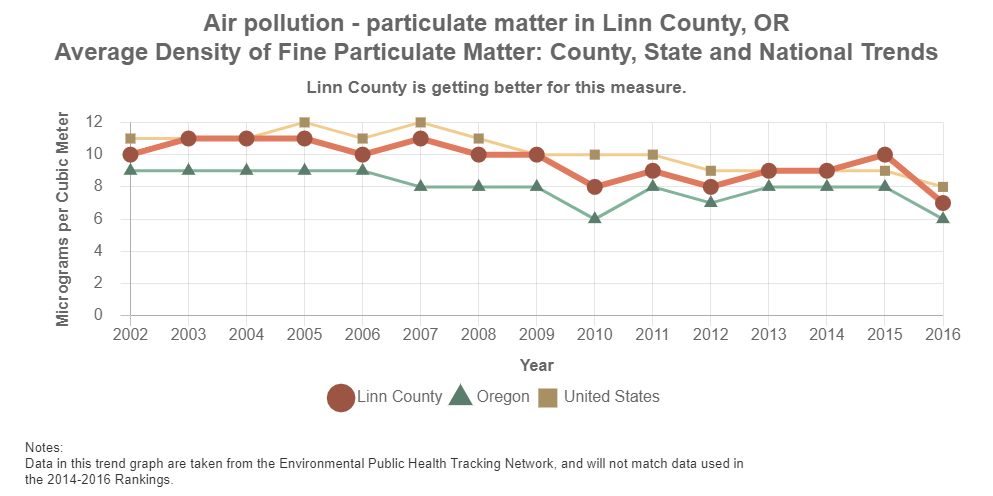 Air pollution - particulate matter in Linn County, OR
Average Density of Fine Particulate Matter: County, State and National Trends
Linn County is getting better for this measure.
Micrograms per Cubic Meter
12
10
8
6
4
2
0
2002 2003 2004 2005 2006 2007 2008 2009 2010 2011 2012 2013 2014 2015 2016
Year
Linn County Oregon United States
Notes:
Data in this trend graph are taken from the Environmental Public Health Tracking Network, and will not match data used in
the 2014-2016 Rankings.